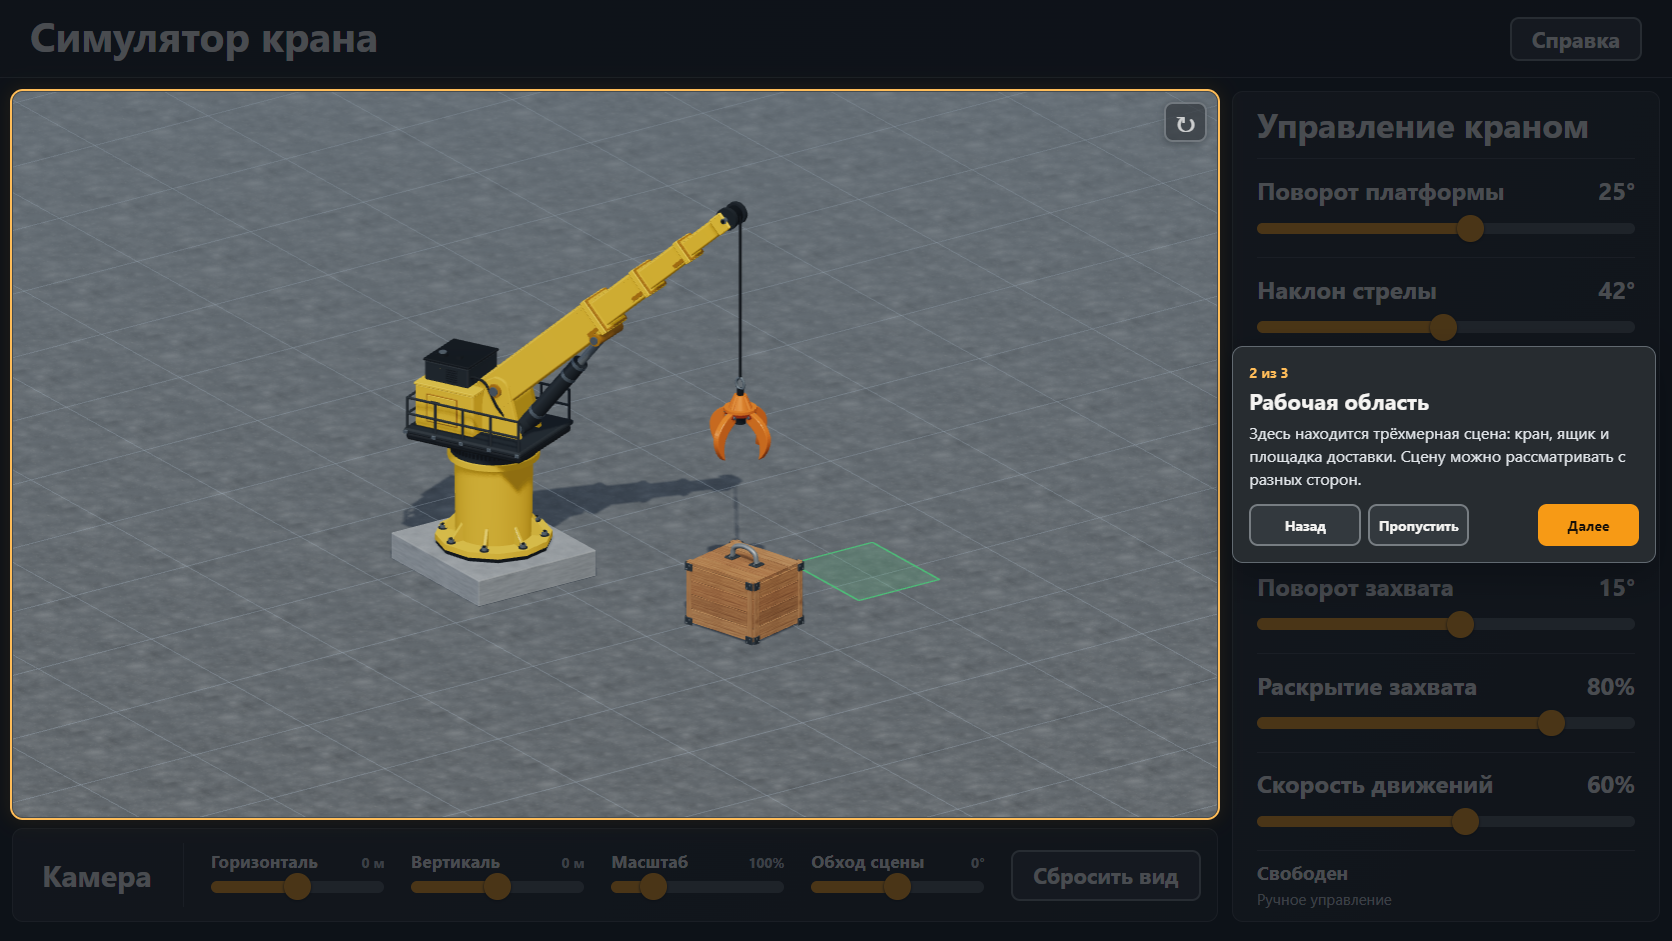 Симулятор крана
Справка
Управление краном
Поворот платформы 25°
Наклон стрелы 42°
2 из 3
Рабочая область
Здесь находится трёхмерная сцена: кран, ящик и
площадка доставки. Сцену можно рассматривать с
разных сторон.
Назад Пропустить Далее
Поворот захвата 15°
Раскрытие захвата 80%
Скорость движений 60%
Свободен
Ручное управление
Камера
Горизонталь 0 м
Вертикаль 0 м
Масштаб 100%
Обход сцены 0°
Сбросить вид